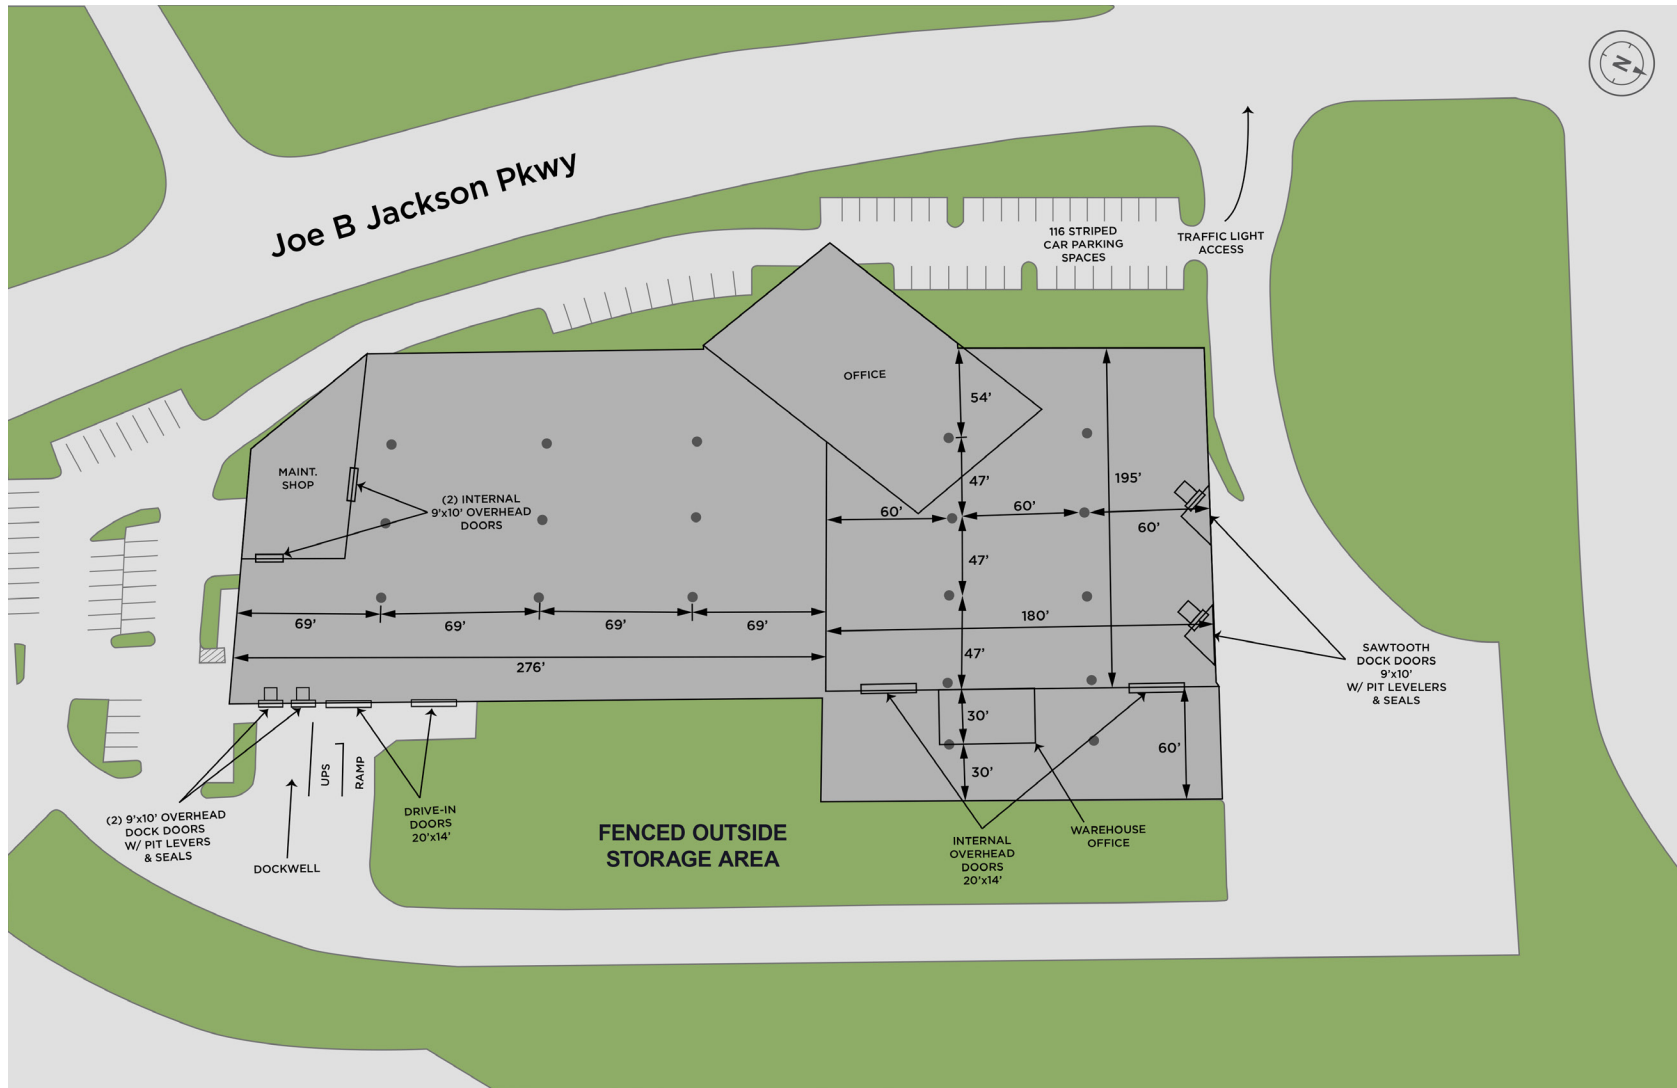 N
Joe B Jackson Pkwy
116 STRIPED
CAR PARKING
SPACES
TRAFFIC LIGHT
ACCESS
OFFICE
54'
MAINT.
SHOP
(2) INTERNAL
9'x10' OVERHEAD
DOORS
47'
195'
60'
60'
60'
47'
69'
69'
69'
69'
180'
276'
47'
SAWTOOTH
DOCK DOORS
9'x10'
W/ PIT LEVELERS
& SEALS
30'
60'
30'
UPS
RAMP
(2) 9'x10' OVERHEAD
DOCK DOORS
W/ PIT LEVERS
& SEALS
DOCKWELL
DRIVE-IN
DOORS
20'x14'
FENCED OUTSIDE
STORAGE AREA
INTERNAL
OVERHEAD
DOORS
20'x14'
WAREHOUSE
OFFICE